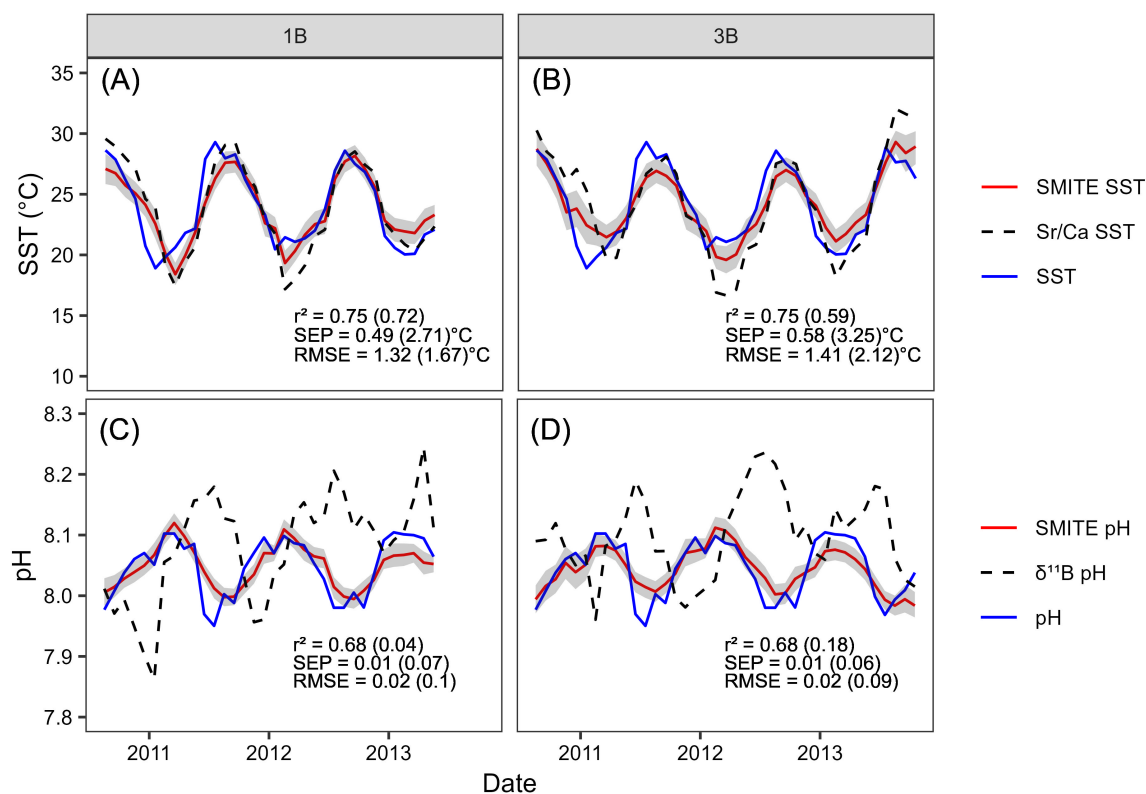 1B
3B
(A)
(B)
35
30
25
20
15
10
SST (°C)
r² = 0.75 (0.72)
SEP = 0.49 (2.71)°C
RMSE = 1.32 (1.67)°C
r² = 0.75 (0.59)
SEP = 0.58 (3.25)°C
RMSE = 1.41 (2.12)°C
SMITE SST
Sr/Ca SST
SST
(C)
(D)
8.3
8.2
8.1
8.0
7.9
7.8
pH
r² = 0.68 (0.04)
SEP = 0.01 (0.07)
RMSE = 0.02 (0.1)
r² = 0.68 (0.18)
SEP = 0.01 (0.06)
RMSE = 0.02 (0.09)
SMITE pH
δ¹¹B pH
pH
2011 2012 2013
2011 2012 2013
Date